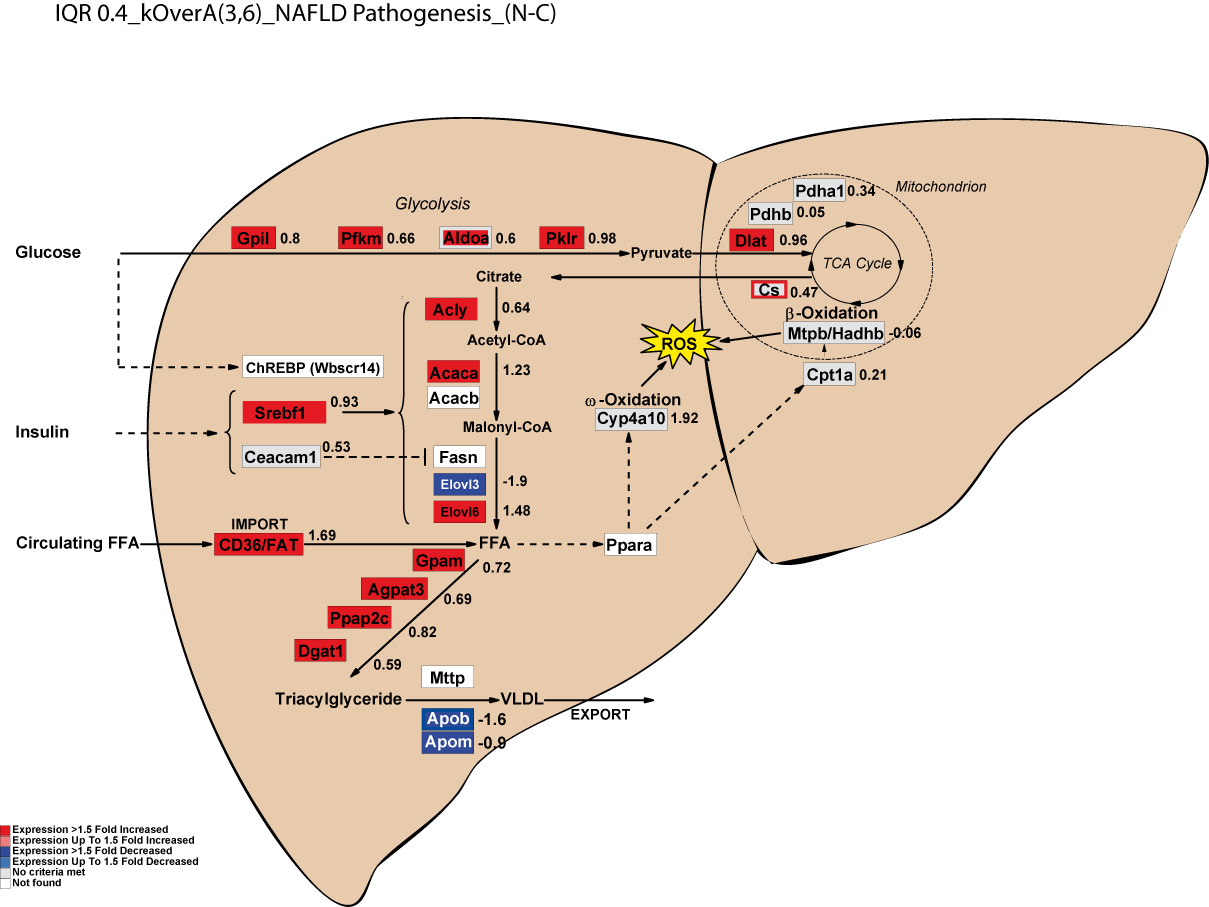 IQR 0.4_kOverA(3,6)_NAFLD Pathogenesis_(N-C)
Pdha1 0.34
Mitochondrion
Glycolysis
Pdhb 0.05
Gpil 0.8
Pfkm 0.66
Aldoa 0.6
Pklr 0.98
Dlat 0.96
Glucose
Pyruvate
TCA Cycle
Citrate
Cs 0.47
Acly 0.64
β-Oxidation
Mtpb/Hadhb -0.06
Acetyl-CoA
ROS
ChREBP (Wbscr14)
Acaca 1.23
Cpt1a 0.21
Acacb
ω-Oxidation
Srebf1 0.93
Cyp4a10 1.92
Insulin
Malonyl-CoA
Ceacam1 0.53
Fasn
Elovl3 -1.9
Elovl6 1.48
IMPORT
Circulating FFA
CD36/FAT 1.69
FFA
Ppara
Gpam 0.72
Agpat3 0.69
Ppap2c 0.82
Dgat1 0.59
Mttp
Triacylglyceride
VLDL
EXPORT
Apob -1.6
Apom -0.9
Expression >1.5 Fold Increased
Expression Up To 1.5 Fold Increased
Expression >1.5 Fold Decreased
Expression Up To 1.5 Fold Decreased
No criteria met
Not found